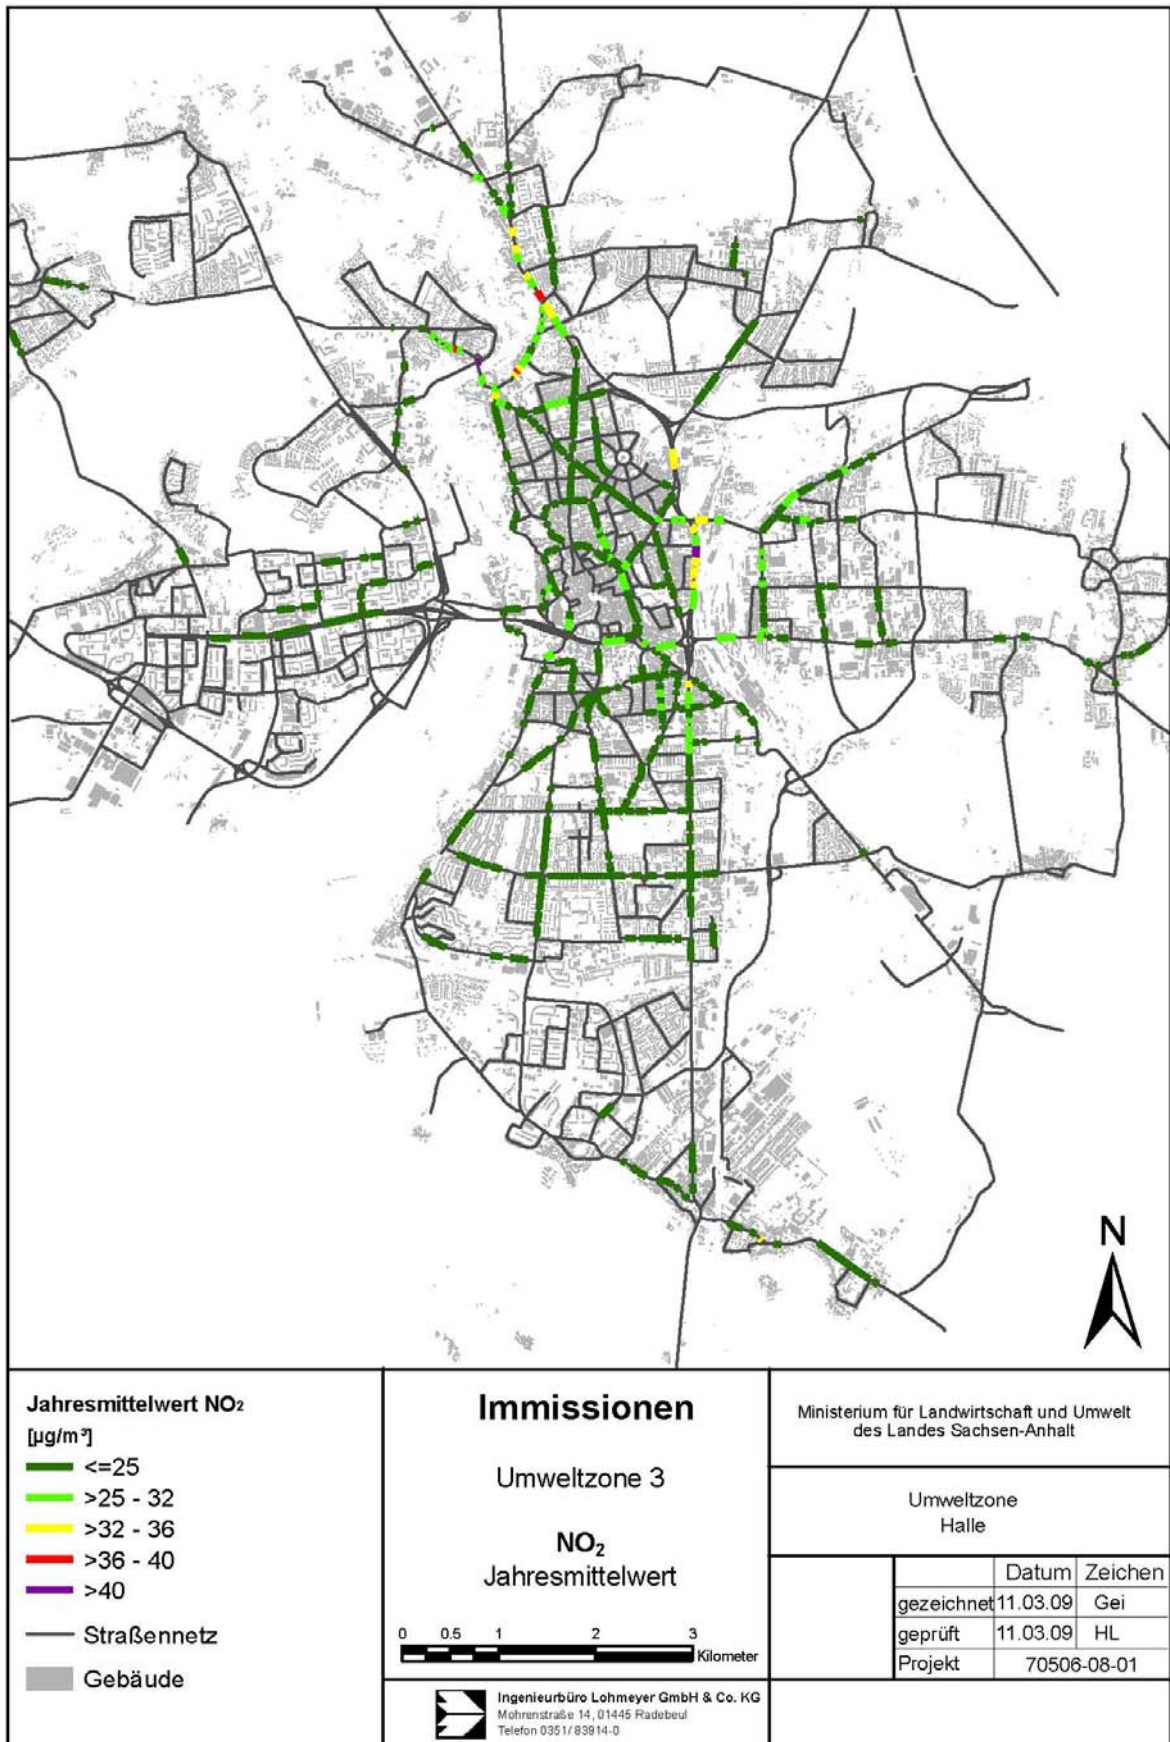 N
Jahresmittelwert NO₂
[µg/m³]
<=25
>25 - 32
>32 - 36
>36 - 40
>40
Straßennetz
Gebäude
Immissionen
Umweltzone 3
NO₂
Jahresmittelwert
0 0.5 1 2 3
Kilometer
Ingenieurbüro Lohmeyer GmbH & Co. KG
Mohrenstraße 14, 01445 Radebeul
Telefon 0351/ 83914-0
Ministerium für Landwirtschaft und Umwelt
des Landes Sachsen-Anhalt
Umweltzone
Halle
Datum Zeichen
gezeichnet 11.03.09 Gei
geprüft 11.03.09 HL
Projekt 70506-08-01